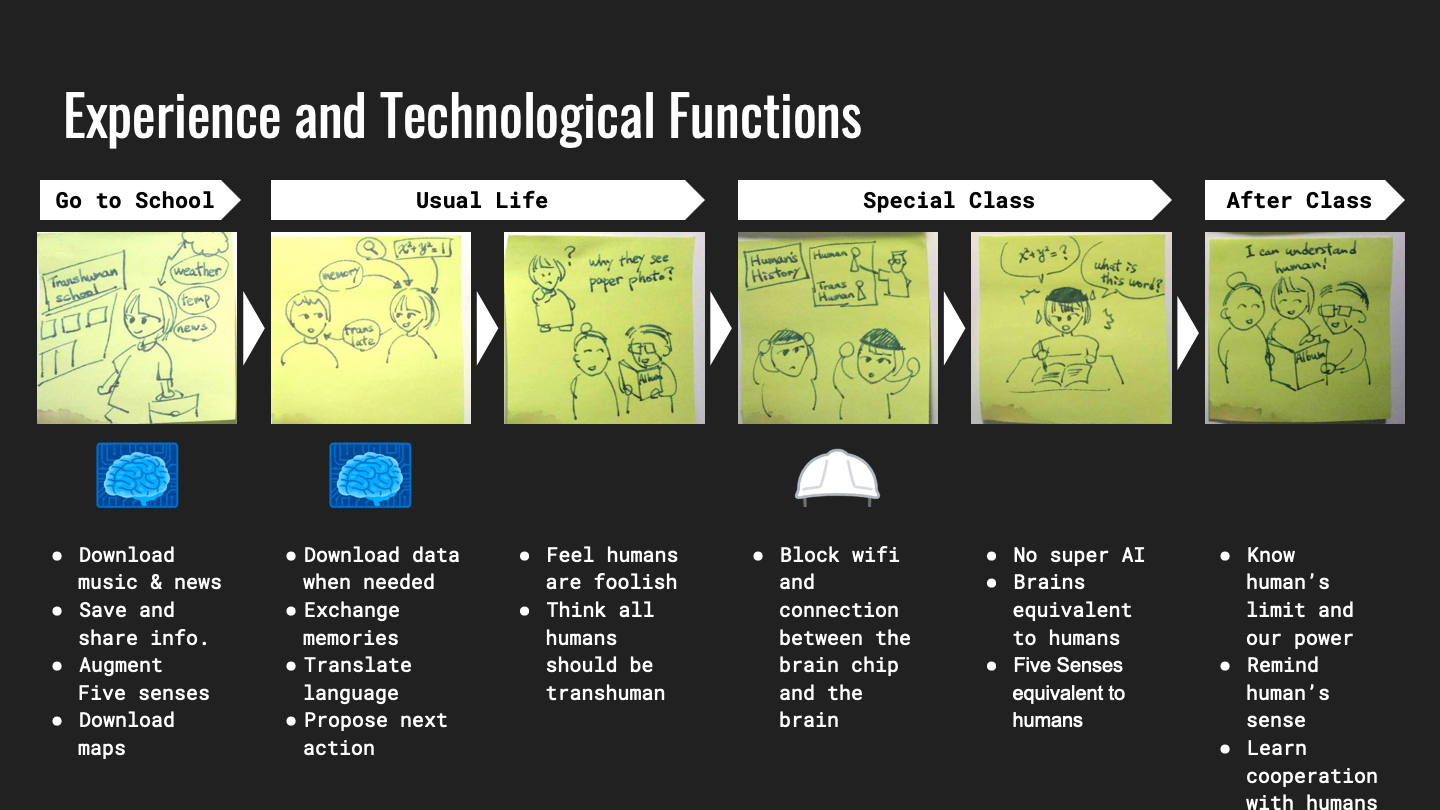 Experience and Technological Functions
Go to School
Usual Life
Special Class
After Class
Transhuman
school
weather
temp
news
memory
x²+y²=1
trans
late
?
why they see
paper photo?
Album
Human's
History
Human
Trans
Human
x²+y²=?
what is
this word?
I can understand
human!
Album
● Download
music & news
● Save and
share info.
● Augment
Five senses
● Download
maps
● Download data
when needed
● Exchange
memories
● Translate
language
● Propose next
action
● Feel humans
are foolish
● Think all
humans
should be
transhuman
● Block wifi
and
connection
between the
brain chip
and the
brain
● No super AI
● Brains
equivalent
to humans
● Five Senses
equivalent to
humans
● Know
human’s
limit and
our power
● Remind
human’s
sense
● Learn
cooperation
with humans